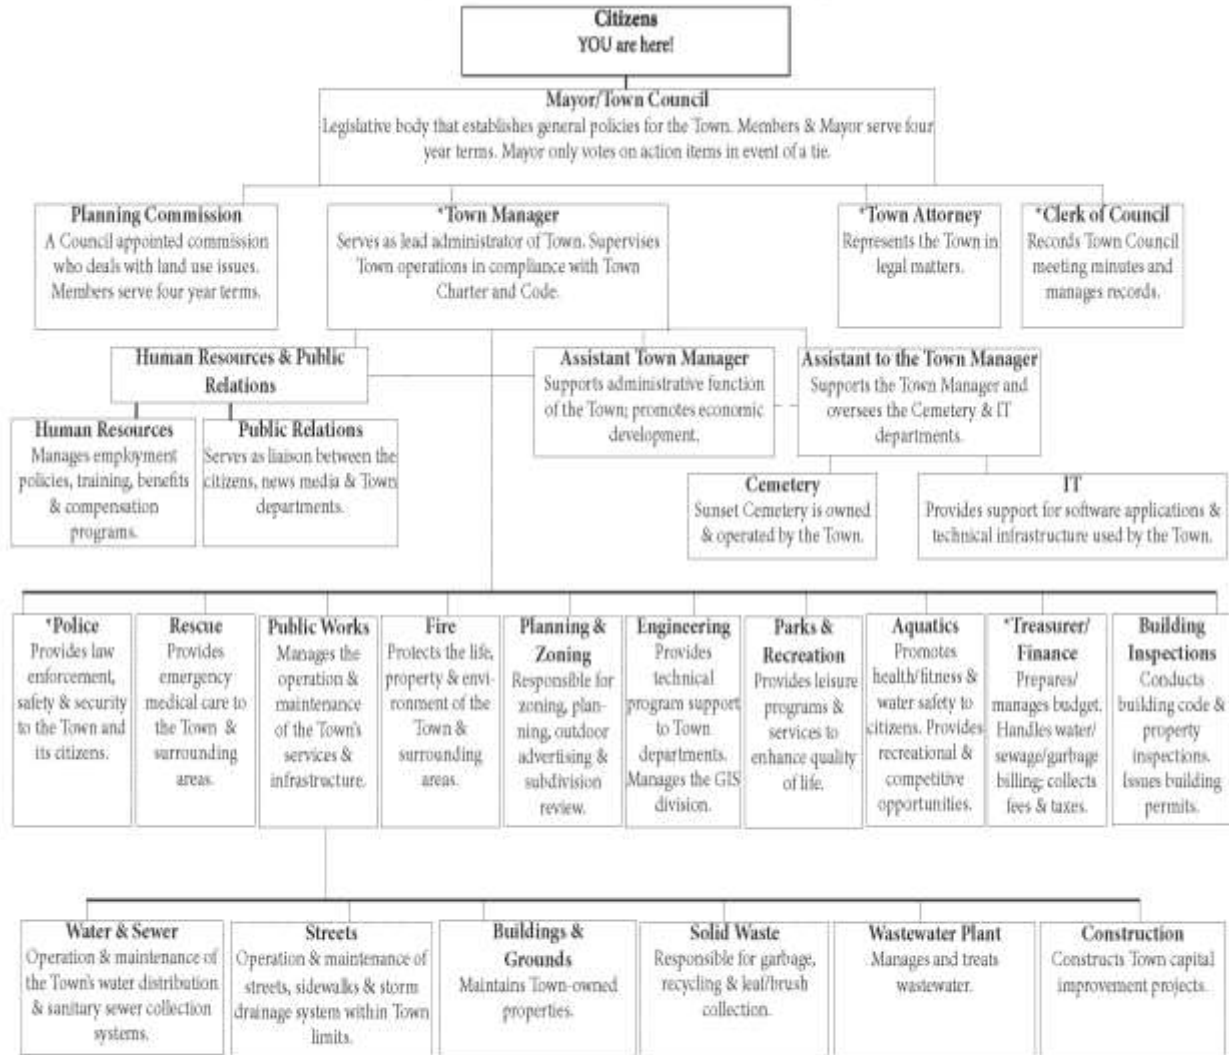 Citizens
YOU are here!
Mayor/Town Council
Legislative body that establishes general policies for the Town. Members & Mayor serve four
year terms. Mayor only votes on action items in event of a tie.
Planning Commission
A Council appointed commission
who deals with land use issues.
Members serve four year terms.
*Town Manager
Serves as lead administrator of Town. Supervises
Town operations in compliance with Town
Charter and Code.
*Town Attorney
Represents the Town in
legal matters.
*Clerk of Council
Records Town Council
meeting minutes and
manages records.
Human Resources & Public
Relations
Assistant Town Manager
Supports administrative function
of the Town; promotes economic
development.
Assistant to the Town Manager
Supports the Town Manager and
oversees the Cemetery & IT
departments.
Human Resources
Manages employment
policies, training, benefits
& compensation
programs.
Public Relations
Serves as liaison between the
citizens, news media & Town
departments.
Cemetery
Sunset Cemetery is owned
& operated by the Town.
IT
Provides support for software applications &
technical infrastructure used by the Town.
*Police
Provides law
enforcement,
safety & security
to the Town and
its citizens.
Rescue
Provides
emergency
medical care to
the Town &
surrounding
areas.
Public Works
Manages the
operation &
maintenance
of the Town's
services &
infrastructure.
Fire
Protects the life,
property & envi-
ronment of the
Town &
surrounding
areas.
Planning &
Zoning
Responsible for
zoning, plan-
ning, outdoor
advertising &
subdivision
review.
Engineering
Provides
technical
program support
to Town
departments.
Manages the GIS
division.
Parks &
Recreation
Provides leisure
programs &
services to
enhance quality
of life.
Aquatics
Promotes
health/fitness &
water safety to
citizens. Provides
recreational &
competitive
opportunities.
*Treasurer/
Finance
Prepares/
manages budget.
Handles water/
sewage/garbage
billing; collects
fees & taxes.
Building
Inspections
Conducts
building code &
property
inspections.
Issues building
permits.
Water & Sewer
Operation & maintenance of
the Town's water distribution
& sanitary sewer collection
systems.
Streets
Operation & maintenance of
streets, sidewalks & storm
drainage system within Town
limits.
Buildings &
Grounds
Maintains Town-owned
properties.
Solid Waste
Responsible for garbage,
recycling & leaf/brush
collection.
Wastewater Plant
Manages and treats
wastewater.
Construction
Constructs Town capital
improvement projects.